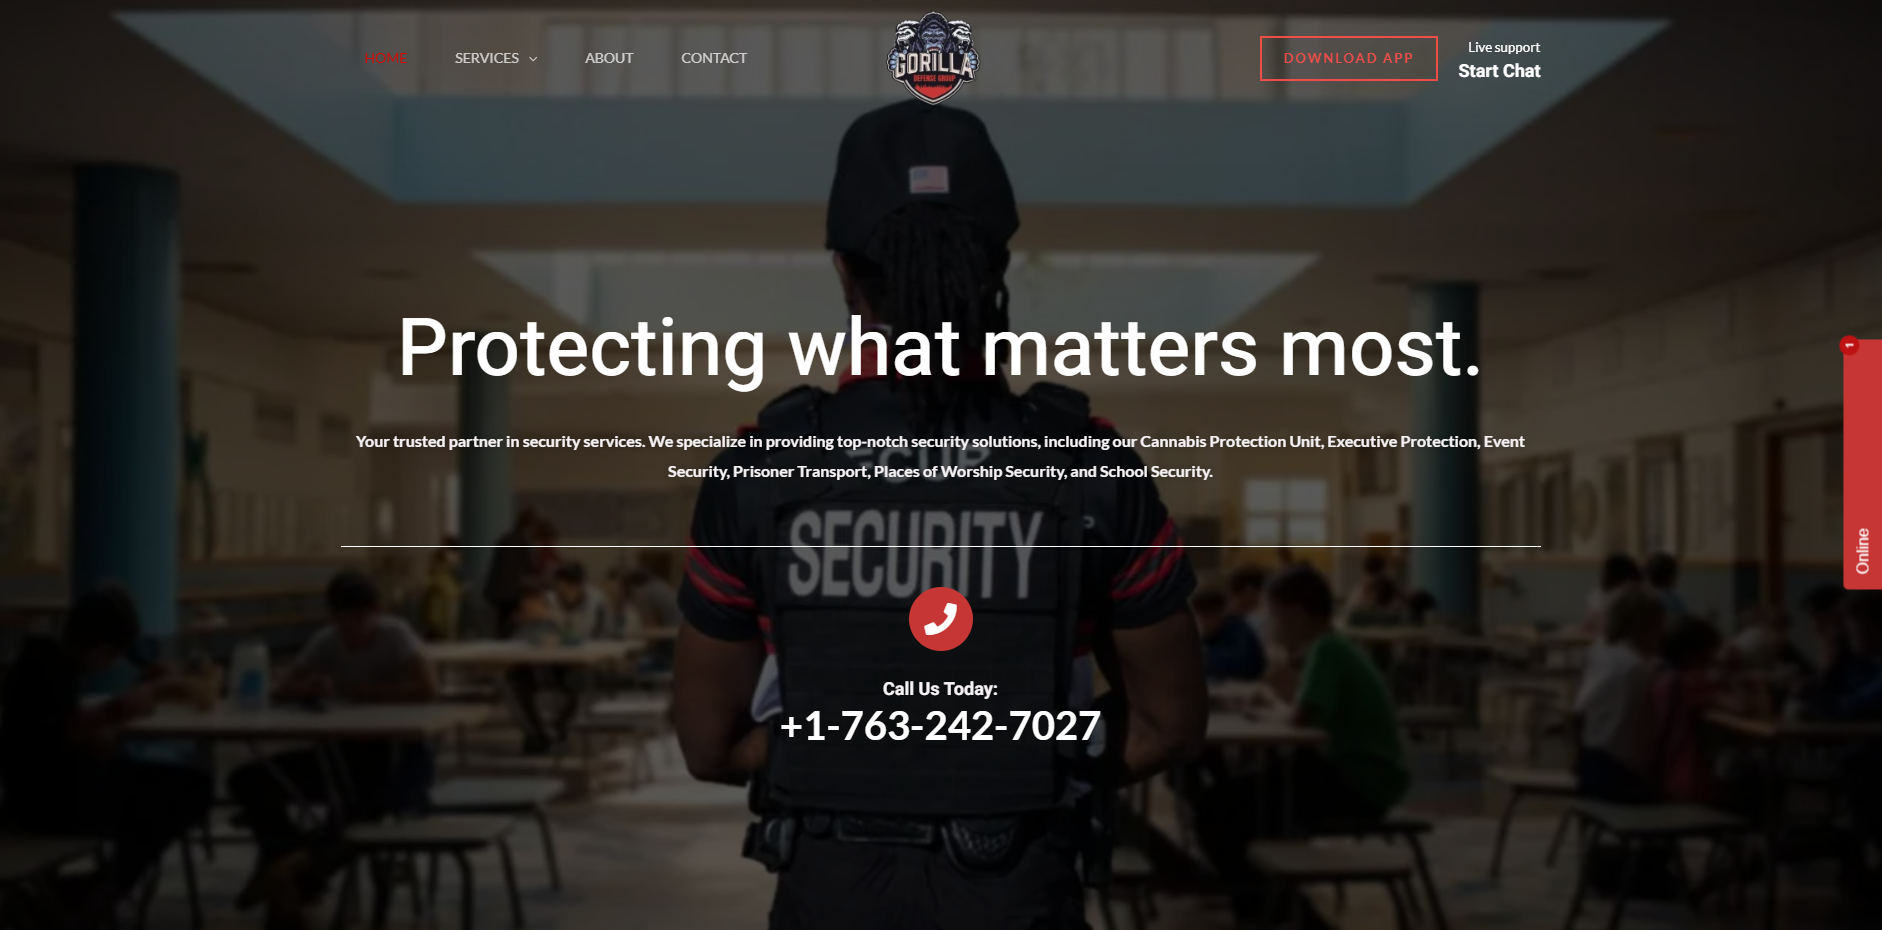 HOME
SERVICES
ABOUT
CONTACT
GORILLA
DEFENSE GROUP
DOWNLOAD APP
Live support
Start Chat
Protecting what matters most.
Your trusted partner in security services. We specialize in providing top-notch security solutions, including our Cannabis Protection Unit, Executive Protection, Event
Security, Prisoner Transport, Places of Worship Security, and School Security.
SECURITY
Call Us Today:
+1-763-242-7027
1
Online